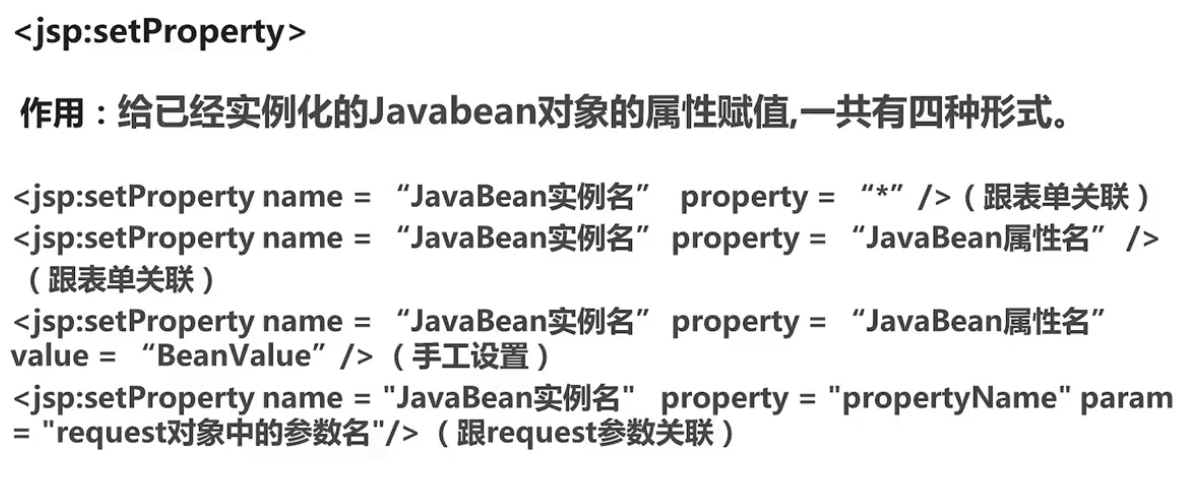 <jsp:setProperty>
作用：给已经实例化的Javabean对象的属性赋值,一共有四种形式。
<jsp:setProperty name = “JavaBean实例名” property = “*” />（跟表单关联）
<jsp:setProperty name = “JavaBean实例名” property = “JavaBean属性名” />
（跟表单关联）
<jsp:setProperty name = “JavaBean实例名” property = “JavaBean属性名”
value = “BeanValue” />（手工设置）
<jsp:setProperty name = "JavaBean实例名" property = "propertyName" param
= "request对象中的参数名"/>（跟request参数关联）